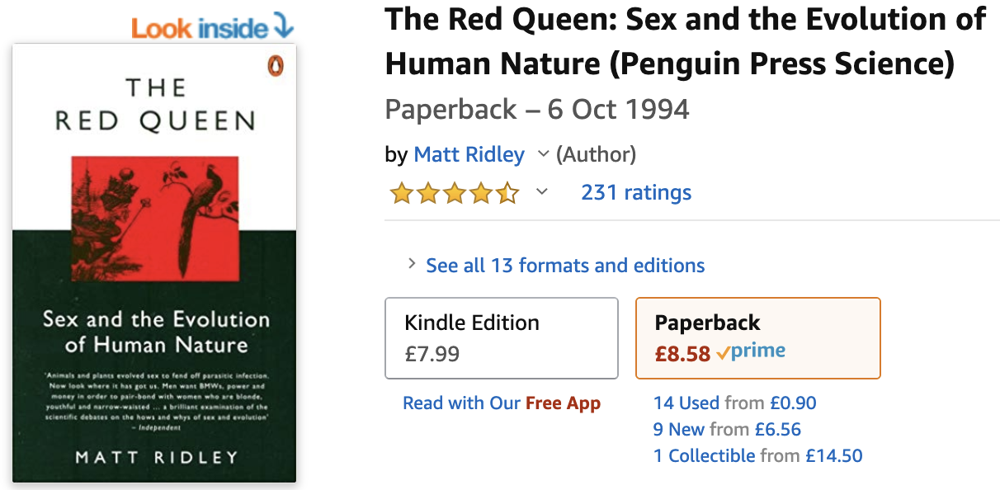 Look inside
THE
RED QUEEN
Sex and the Evolution
of Human Nature
'Animals and plants evolved sex to fend off parasitic infection.
Now look where it has got us. Men want BMWs, power and
money in order to pair-bond with women who are blonde,
youthful and narrow-waisted ... a brilliant examination of the
scientific debates on the hows and whys of sex and evolution'
– Independent
MATT RIDLEY
The Red Queen: Sex and the Evolution of
Human Nature (Penguin Press Science)
Paperback – 6 Oct 1994
by Matt Ridley (Author)
231 ratings
See all 13 formats and editions
Kindle Edition
£7.99
Read with Our Free App
Paperback
£8.58 prime
14 Used from £0.90
9 New from £6.56
1 Collectible from £14.50